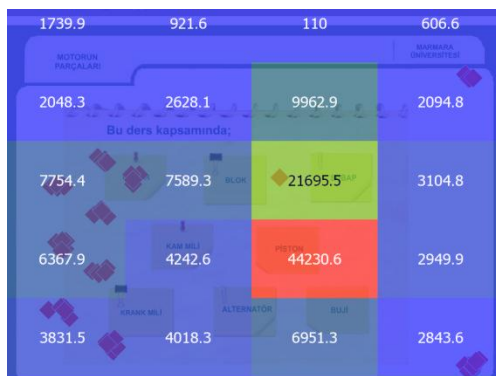 1739.9 921.6 110 606.6
MOTORUN
PARÇALARI
MARMARA
ÜNİVERSİTESİ
2048.3 2628.1 9962.9 2094.8
Bu ders kapsamında;
7754.4 7589.3 21695.5 3104.8
BLOK
6367.9 4242.6 44230.6 2949.9
KAM MİLİ
PİSTON
KRANK MİLİ
ALTERNATÖR
BUJİ
3831.5 4018.3 6951.3 2843.6